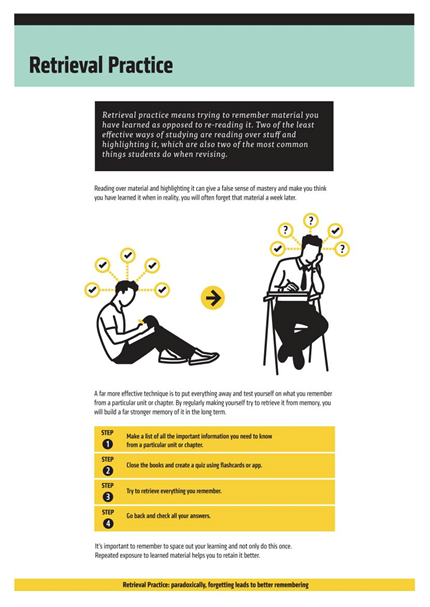 Retrieval Practice
Retrieval practice means trying to remember material you
have learned as opposed to re-reading it. Two of the least
effective ways of studying are reading over stuff and
highlighting it, which are also two of the most common
things students do when revising.
Reading over material and highlighting it can give a false sense of mastery and make you think
you have learned it when in reality, you will often forget that material a week later.
?
?
?
A far more effective technique is to put everything away and test yourself on what you remember
from a particular unit or chapter. By regularly making yourself try to retrieve it from memory, you
will build a far stronger memory of it in the long term.
STEP
1
Make a list of all the important information you need to know
from a particular unit or chapter.
STEP
2
Close the books and create a quiz using flashcards or app.
STEP
3
Try to retrieve everything you remember.
STEP
4
Go back and check all your answers.
It's important to remember to space out your learning and not only do this once.
Repeated exposure to learned material helps you to retain it better.
Retrieval Practice: paradoxically, forgetting leads to better remembering